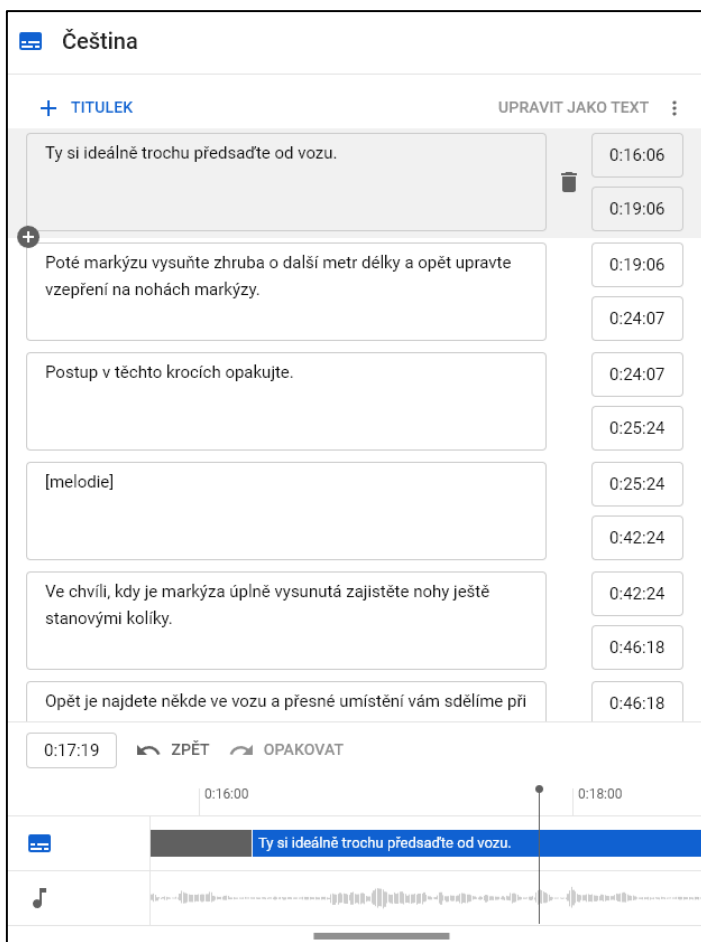 Čeština
+ TITULEK
UPRAVIT JAKO TEXT
Ty si ideálně trochu předsaďte od vozu.
0:16:06
0:19:06
Poté markýzu vysuňte zhruba o další metr délky a opět upravte
vzepření na nohách markýzy.
0:19:06
0:24:07
Postup v těchto krocích opakujte.
0:24:07
0:25:24
[melodie]
0:25:24
0:42:24
Ve chvíli, kdy je markýza úplně vysunutá zajistěte nohy ještě
stanovými kolíky.
0:42:24
0:46:18
Opět je najdete někde ve vozu a přesné umístění vám sdělíme při
0:46:18
0:17:19
ZPĚT
OPAKOVAT
0:16:00
0:18:00
Ty si ideálně trochu předsaďte od vozu.